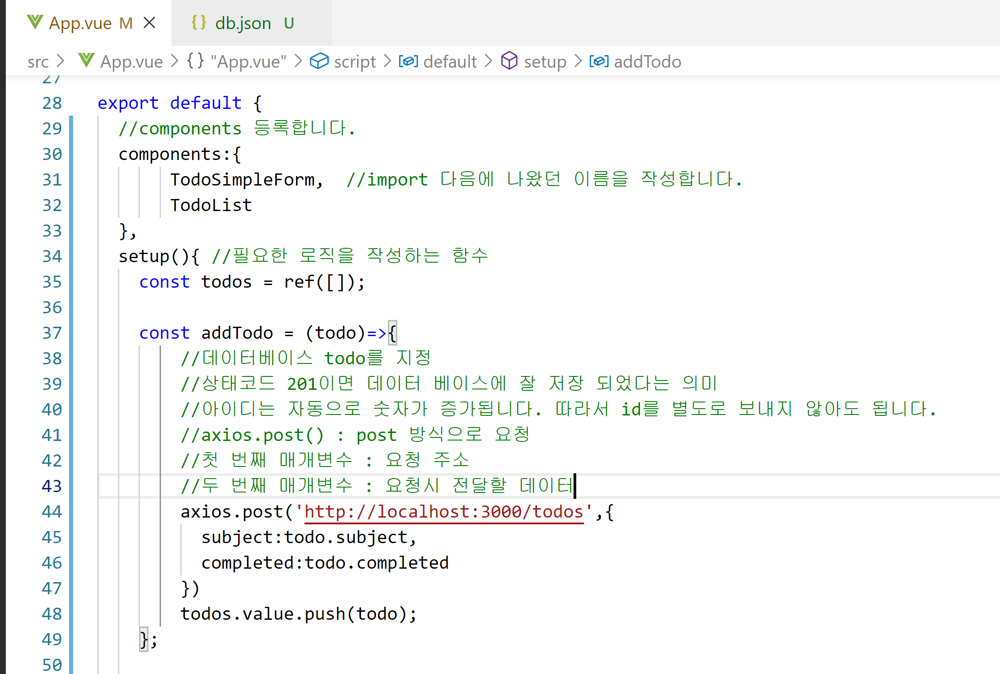 App.vue M
db.json U
src > App.vue > {} "App.vue" > script > default > setup > addTodo
27
28 export default {
29 //components 등록합니다.
30 components:{
31 TodoSimpleForm, //import 다음에 나왔던 이름을 작성합니다.
32 TodoList
33 },
34 setup(){ //필요한 로직을 작성하는 함수
35 const todos = ref([]);
36
37 const addTodo = (todo)=>{
38 //데이터베이스 todo를 지정
39 //상태코드 201이면 데이터 베이스에 잘 저장 되었다는 의미
40 //아이디는 자동으로 숫자가 증가됩니다. 따라서 id를 별도로 보내지 않아도 됩니다.
41 //axios.post() : post 방식으로 요청
42 //첫 번째 매개변수 : 요청 주소
43 //두 번째 매개변수 : 요청시 전달할 데이터
44 axios.post('http://localhost:3000/todos',{
45 subject:todo.subject,
46 completed:todo.completed
47 })
48 todos.value.push(todo);
49 };
50